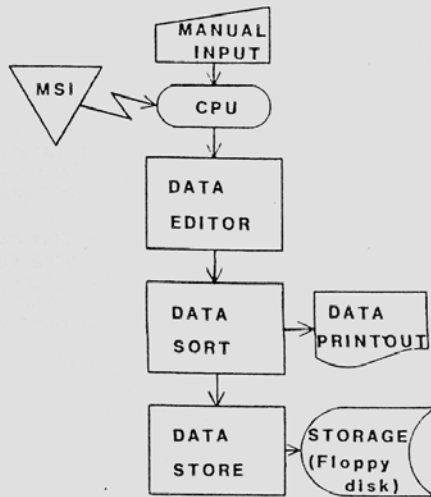 MANUAL
INPUT
MSI
CPU
DATA
EDITOR
DATA
SORT
DATA
PRINTOUT
DATA
STORE
STORAGE
(Floppy
disk)